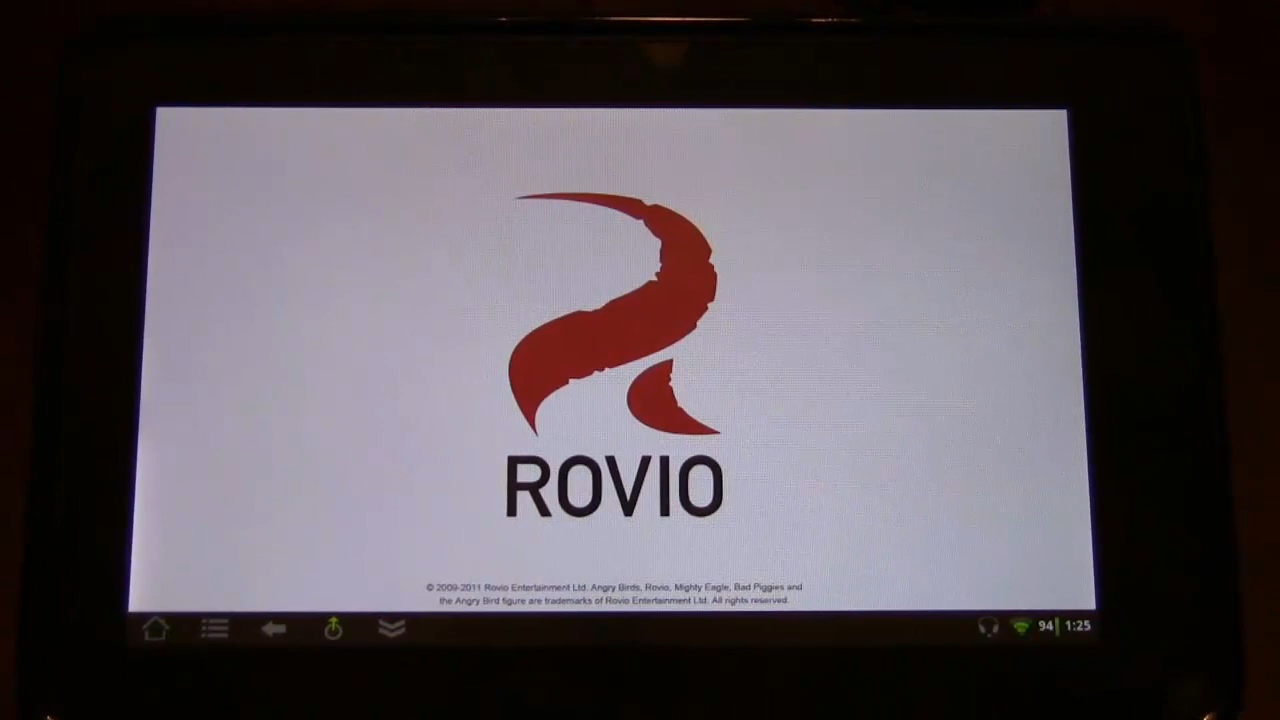 ROVIO
© 2009-2011 Rovio Entertainment Ltd. Angry Birds, Rovio, Mighty Eagle, Bad Piggies and
the Angry Bird figure are trademarks of Rovio Entertainment Ltd. All rights reserved.
94 1:25